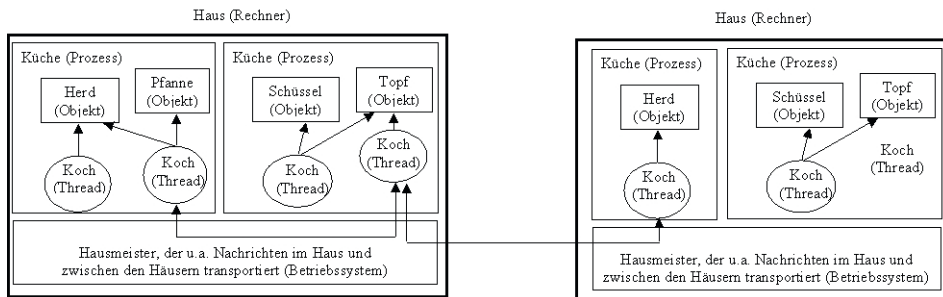 Haus (Rechner)
Küche (Prozess)
Herd
(Objekt)
Pfanne
(Objekt)
Koch
(Thread)
Koch
(Thread)
Küche (Prozess)
Schüssel
(Objekt)
Topf
(Objekt)
Koch
(Thread)
Koch
(Thread)
Hausmeister, der u.a. Nachrichten im Haus und
zwischen den Häusern transportiert (Betriebssystem)
Haus (Rechner)
Küche (Prozess)
Herd
(Objekt)
Koch
(Thread)
Küche (Prozess)
Schüssel
(Objekt)
Topf
(Objekt)
Koch
(Thread)
Koch
(Thread)
Hausmeister, der u.a. Nachrichten im Haus und
zwischen den Häusern transportiert (Betriebssystem)